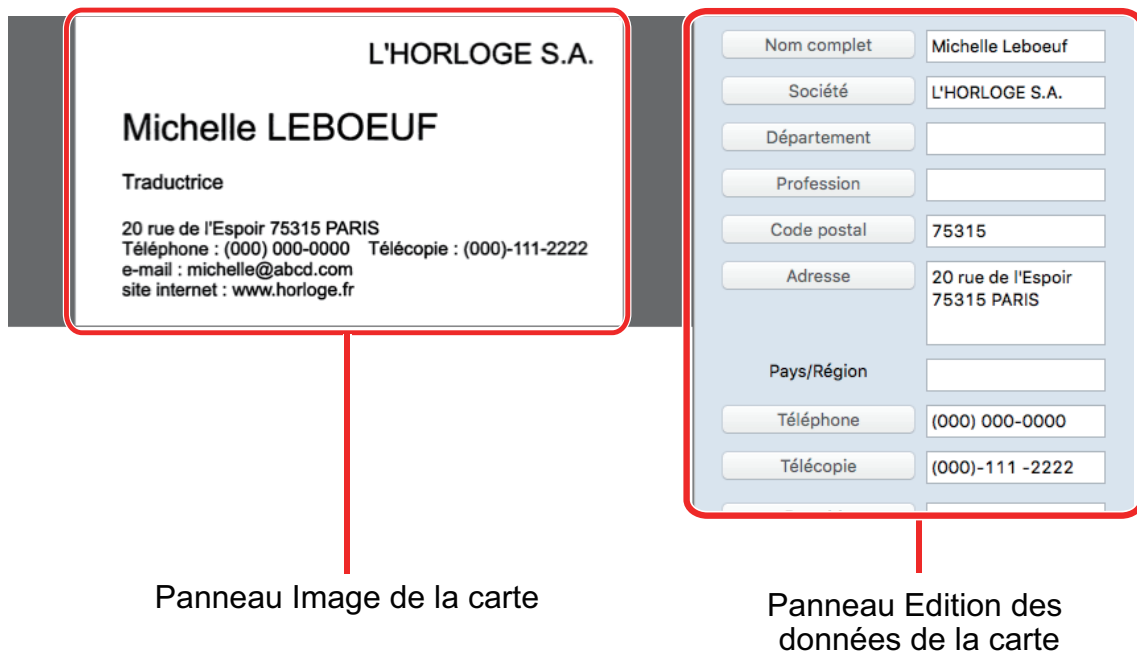 L'HORLOGE S.A.
Michelle LEBOEUF
Traductrice
20 rue de l'Espoir 75315 PARIS
Téléphone : (000) 000-0000 Télécopie : (000)-111-2222
e-mail : michelle@abcd.com
site internet : www.horloge.fr
Nom complet Michelle Leboeuf
Société L'HORLOGE S.A.
Département
Profession
Code postal 75315
Adresse 20 rue de l'Espoir
75315 PARIS
Pays/Région
Téléphone (000) 000-0000
Télécopie (000)-111 -2222
Panneau Image de la carte
Panneau Edition des
données de la carte